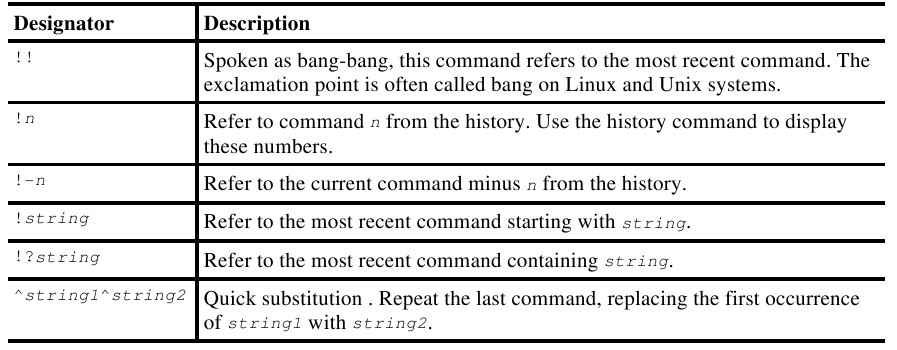 Designator Description
!! Spoken as bang-bang, this command refers to the most recent command. The
exclamation point is often called bang on Linux and Unix systems.
!n Refer to command n from the history. Use the history command to display
these numbers.
!-n Refer to the current command minus n from the history.
!string Refer to the most recent command starting with string.
!?string Refer to the most recent command containing string.
^string1^string2 Quick substitution . Repeat the last command, replacing the first occurrence
of string1 with string2.